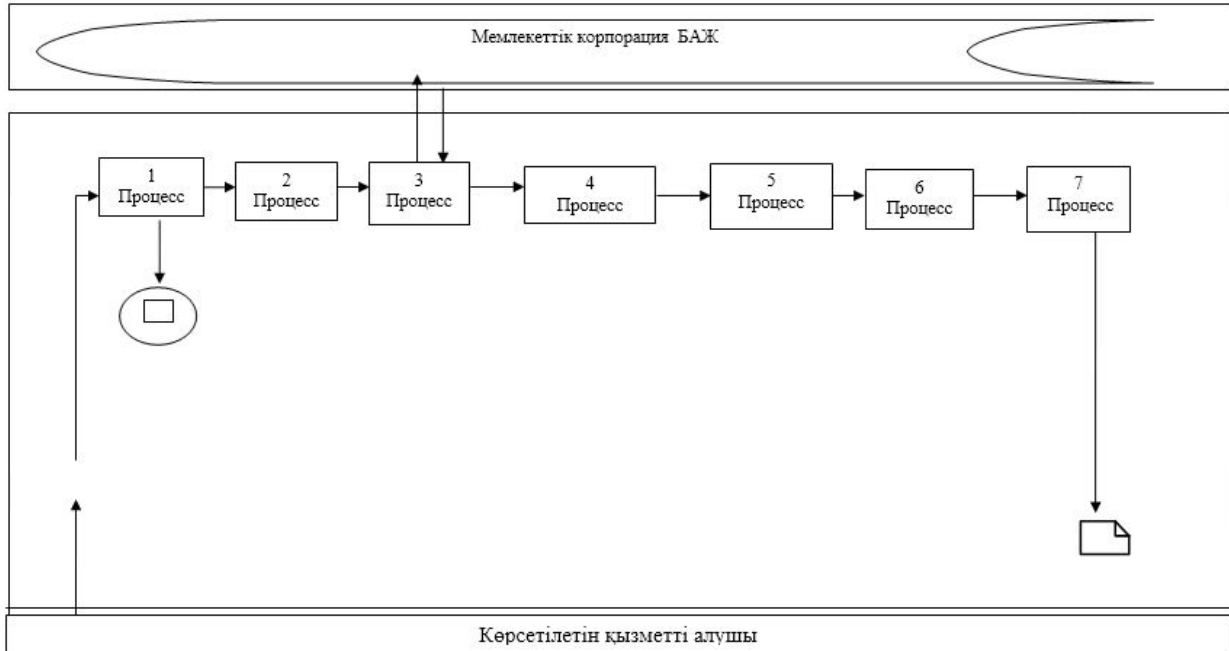 Мемлекеттік корпорация БАЖ
1
Процесс
2
Процесс
3
Процесс
4
Процесс
5
Процесс
6
Процесс
7
Процесс
Көрсетілетін қызметті алушы